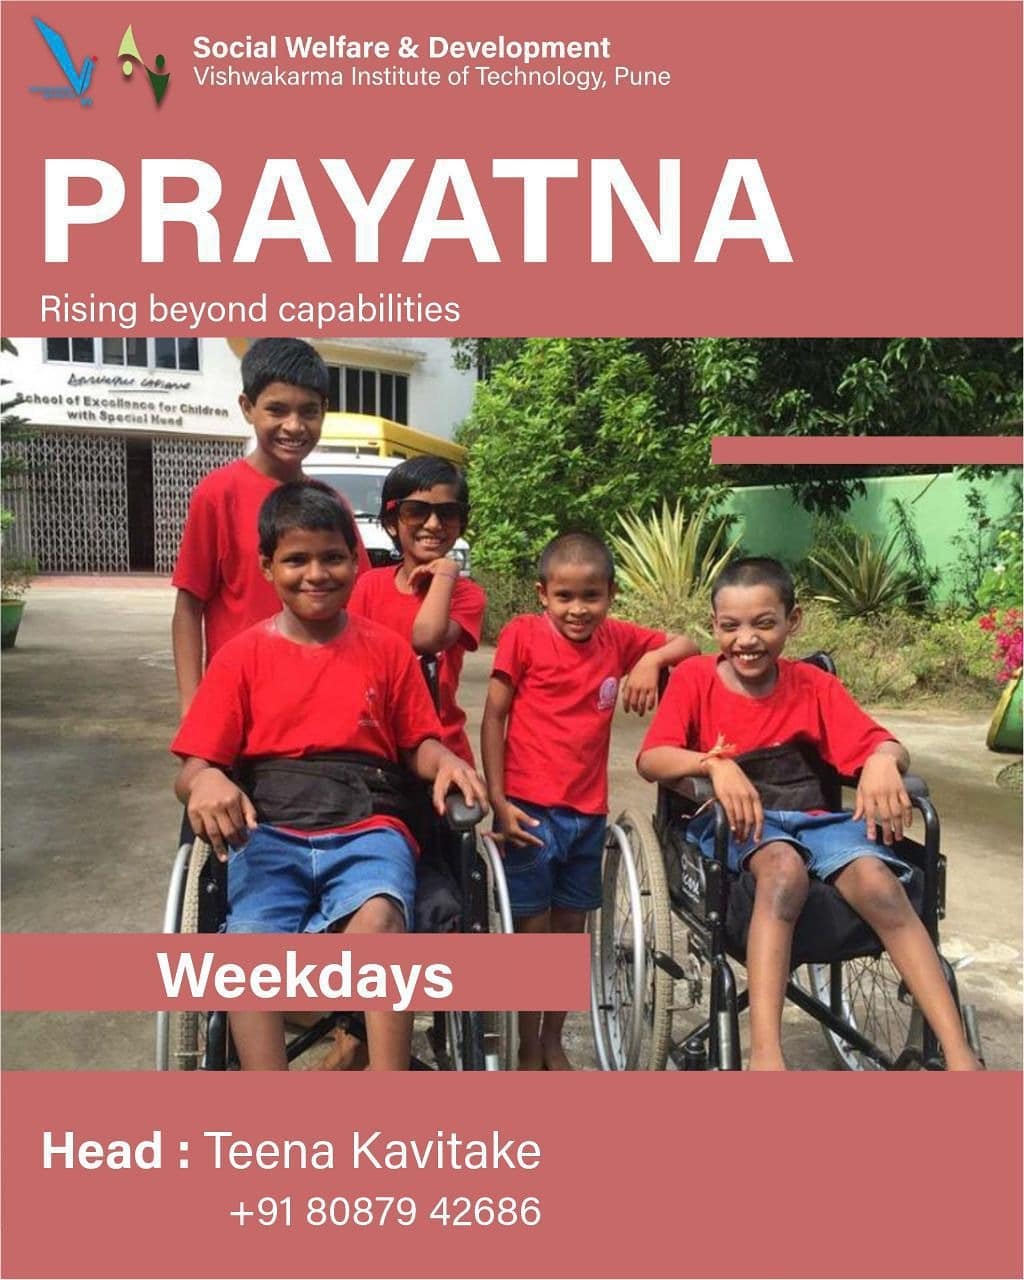 Social Welfare & Development
Vishwakarma Institute of Technology, Pune
PRAYATNA
Rising beyond capabilities
School of Excellence for Children
with Special Need
Weekdays
Head : Teena Kavitake
+91 80879 42686